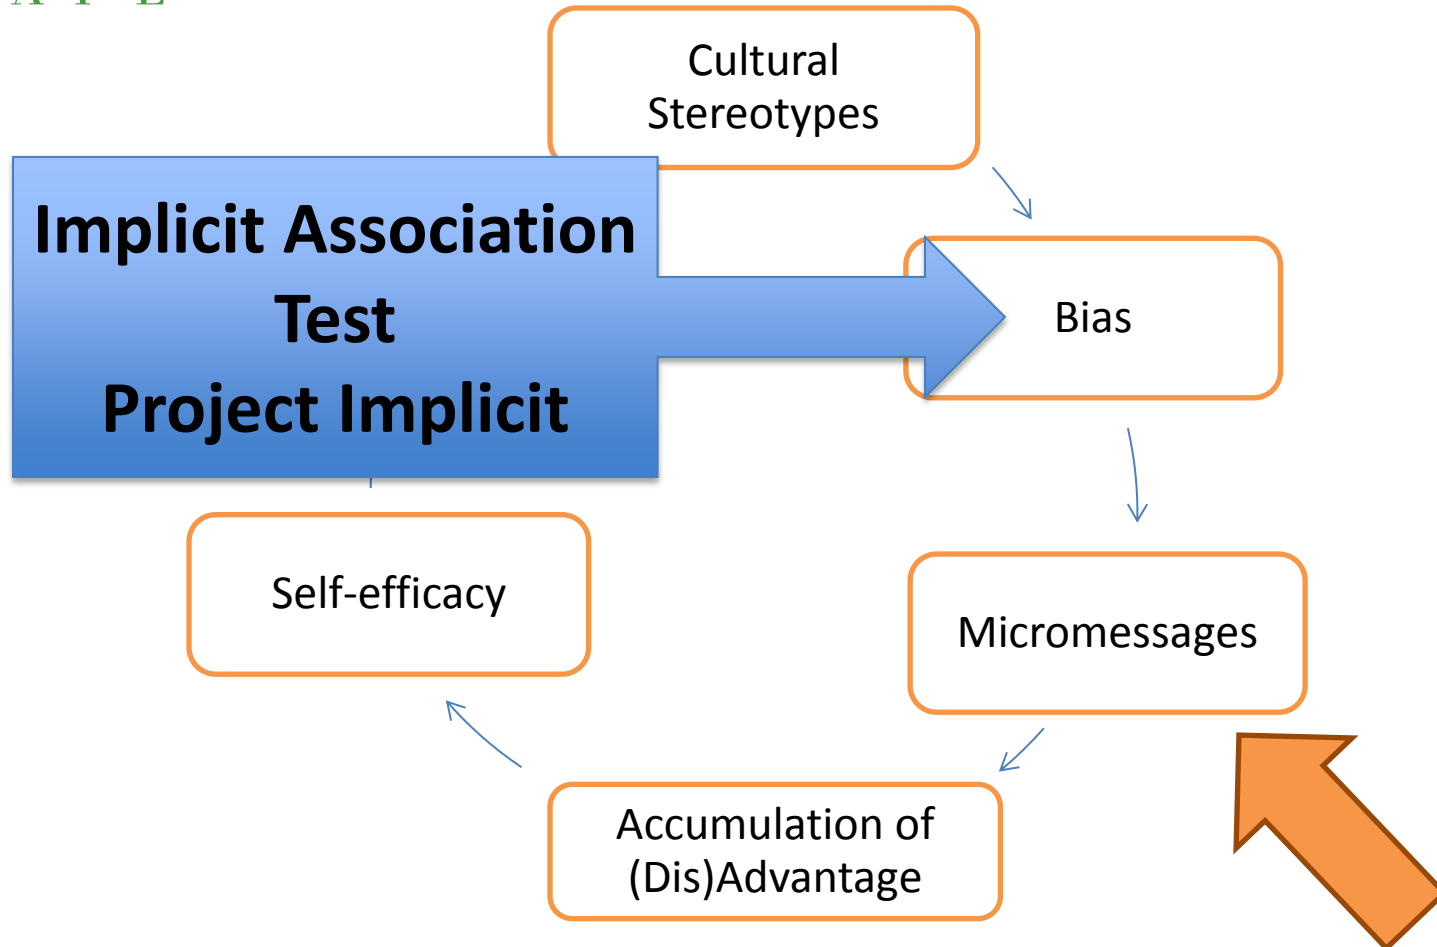 Cultural
Stereotypes
Implicit Association
Test
Project Implicit
Bias
Self-efficacy
Micromessages
Accumulation of
(Dis)Advantage